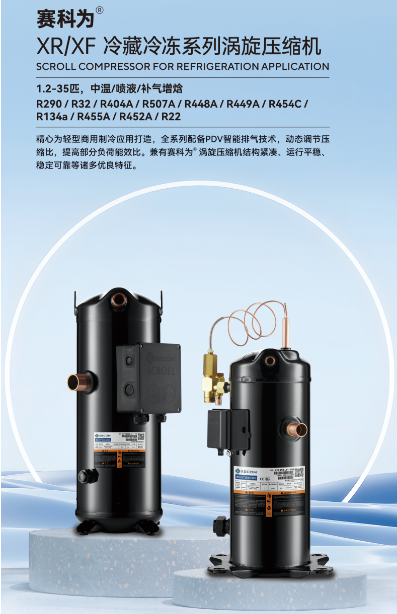 赛科为®
XR/XF 冷藏冷冻系列涡旋压缩机
SCROLL COMPRESSOR FOR REFRIGERATION APPLICATION
1.2-35匹，中温/喷液/补气增焓
R290 / R32 / R404A / R507A / R448A / R449A / R454C /
R134a / R455A / R452A / R22
精心为轻型商用制冷应用打造，全系列配备PDV智能排气技术，动态调节压
缩比，提高部分负荷能效比。兼有赛科为®涡旋压缩机结构紧凑、运行平稳、
稳定可靠等诸多优良特征。
SCROLL